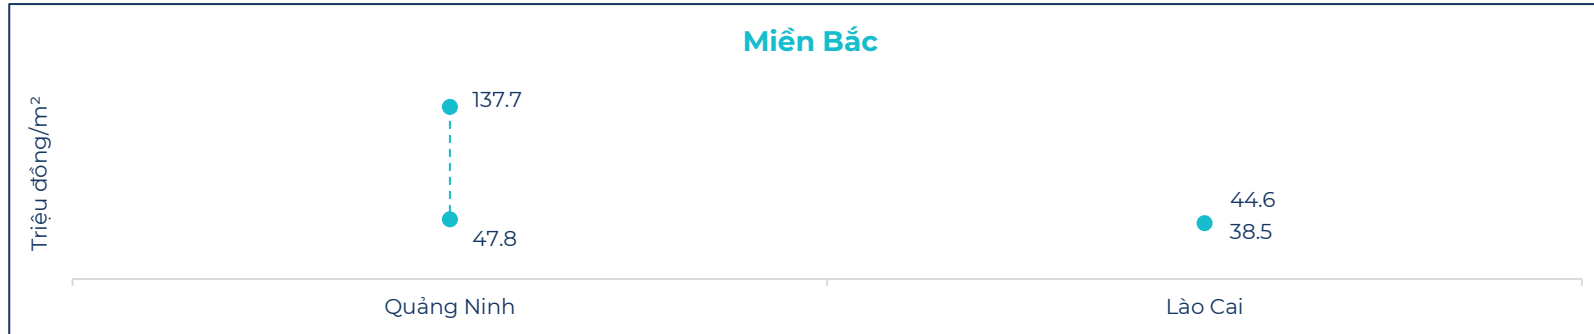 Miền Bắc
Triệu đồng/m²
137.7
47.8
44.6
38.5
Quảng Ninh
Lào Cai